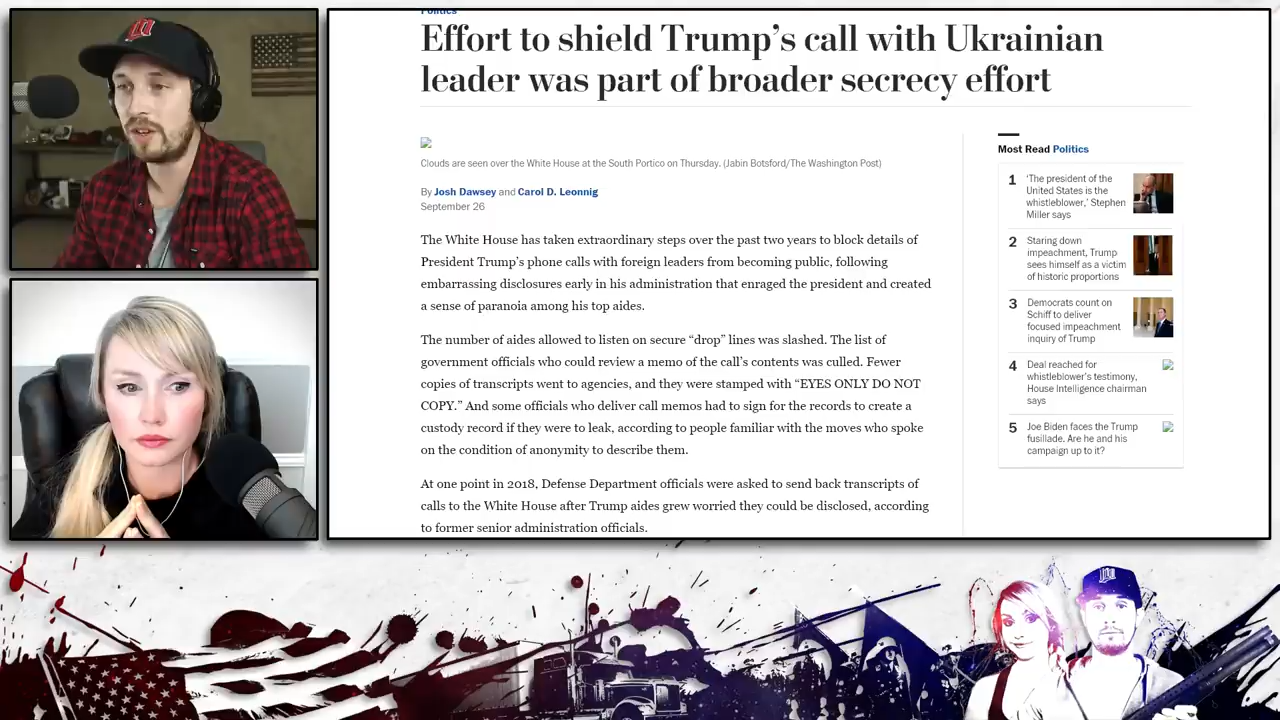 Politics
Effort to shield Trump’s call with Ukrainian
leader was part of broader secrecy effort
Clouds are seen over the White House at the South Portico on Thursday. (Jabin Botsford/The Washington Post)
By Josh Dawsey and Carol D. Leonnig
September 26
The White House has taken extraordinary steps over the past two years to block details of
President Trump’s phone calls with foreign leaders from becoming public, following
embarrassing disclosures early in his administration that enraged the president and created
a sense of paranoia among his top aides.
The number of aides allowed to listen on secure “drop” lines was slashed. The list of
government officials who could review a memo of the call’s contents was culled. Fewer
copies of transcripts went to agencies, and they were stamped with “EYES ONLY DO NOT
COPY.” And some officials who deliver call memos had to sign for the records to create a
custody record if they were to leak, according to people familiar with the moves who spoke
on the condition of anonymity to describe them.
At one point in 2018, Defense Department officials were asked to send back transcripts of
calls to the White House after Trump aides grew worried they could be disclosed, according
to former senior administration officials.
Most Read Politics
1 ‘The president of the
United States is the
whistleblower,’ Stephen
Miller says
2 Staring down
impeachment, Trump
sees himself as a victim
of historic proportions
3 Democrats count on
Schiff to deliver
focused impeachment
inquiry of Trump
4 Deal reached for
whistleblower's testimony,
House Intelligence chairman
says
5 Joe Biden faces the Trump
fusillade. Are he and his
campaign up to it?